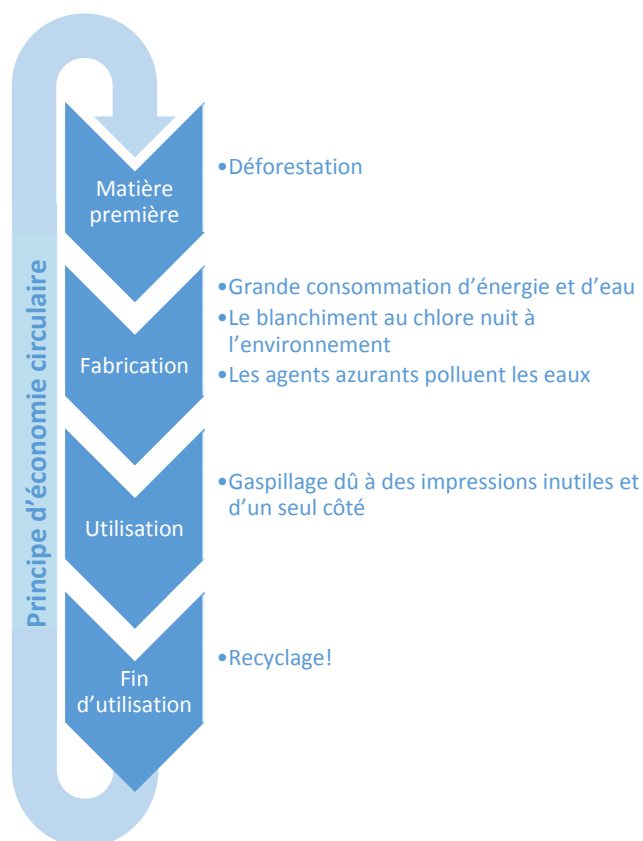 Principe d’économie circulaire
Matière
première
•Déforestation
Fabrication
•Grande consommation d’énergie et d’eau
•Le blanchiment au chlore nuit à
l’environnement
•Les agents azurants polluent les eaux
Utilisation
•Gaspillage dû à des impressions inutiles et
d’un seul côté
Fin
d’utilisation
•Recyclage!